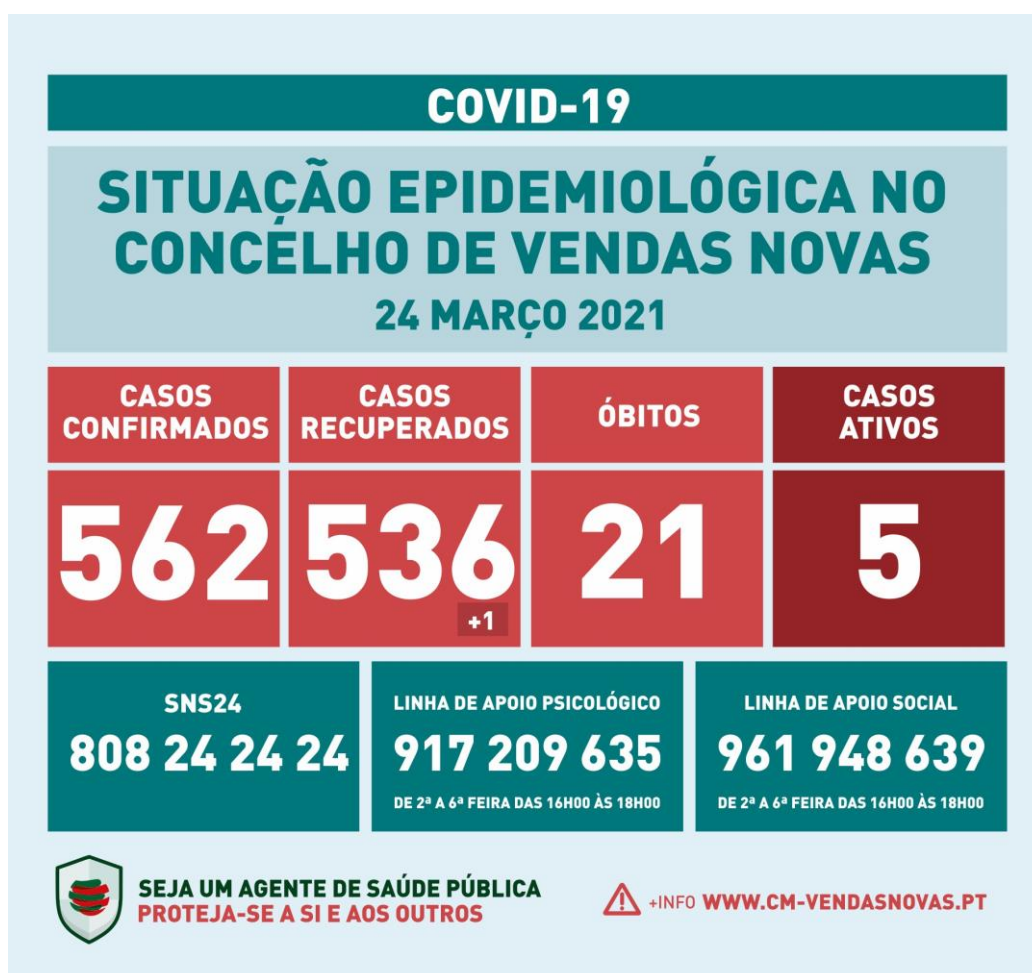 COVID-19
SITUAÇÃO EPIDEMIOLÓGICA NO
CONCELHO DE VENDAS NOVAS
24 MARÇO 2021
CASOS
CONFIRMADOS
562
CASOS
RECUPERADOS
536
+1
ÓBITOS
21
CASOS
ATIVOS
5
SNS24
808 24 24 24
LINHA DE APOIO PSICOLÓGICO
917 209 635
DE 2ª A 6ª FEIRA DAS 16H00 ÀS 18H00
LINHA DE APOIO SOCIAL
961 948 639
DE 2ª A 6ª FEIRA DAS 16H00 ÀS 18H00
SEJA UM AGENTE DE SAÚDE PÚBLICA
PROTEJA-SE A SI E AOS OUTROS
+INFO WWW.CM-VENDASNOVAS.PT